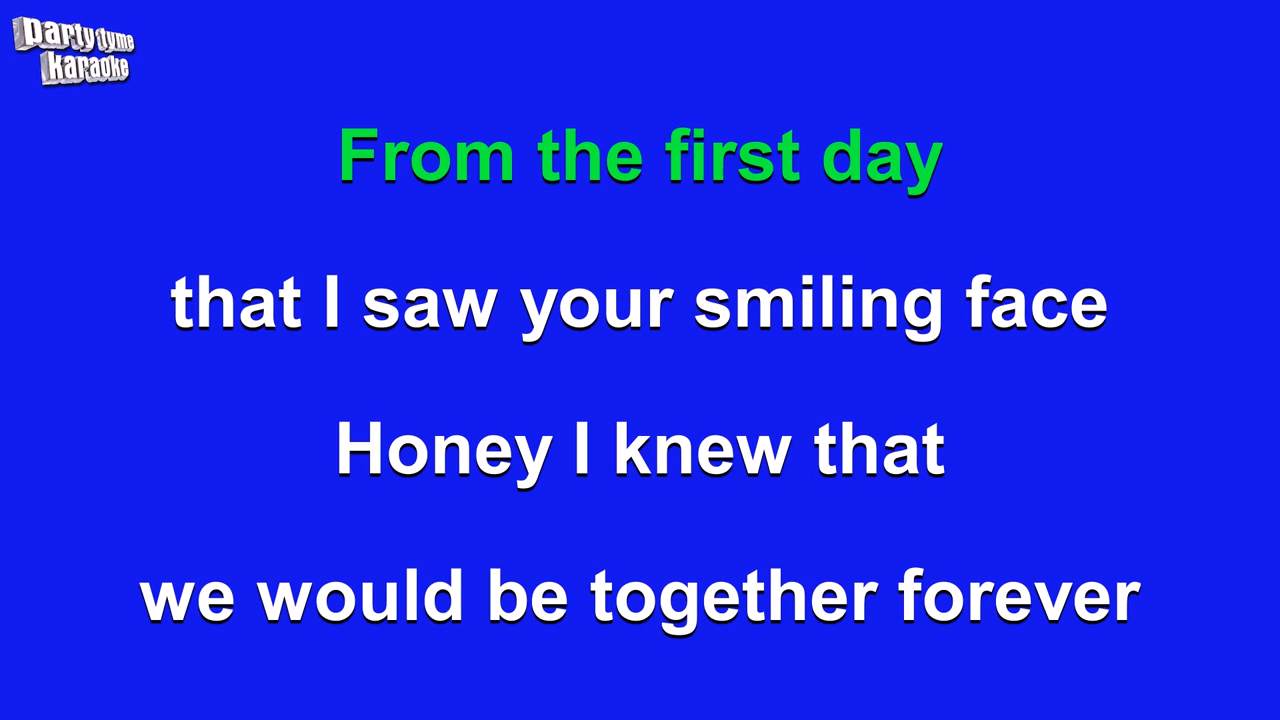 party tyme
karaoke
From the first day
that I saw your smiling face
Honey I knew that
we would be together forever